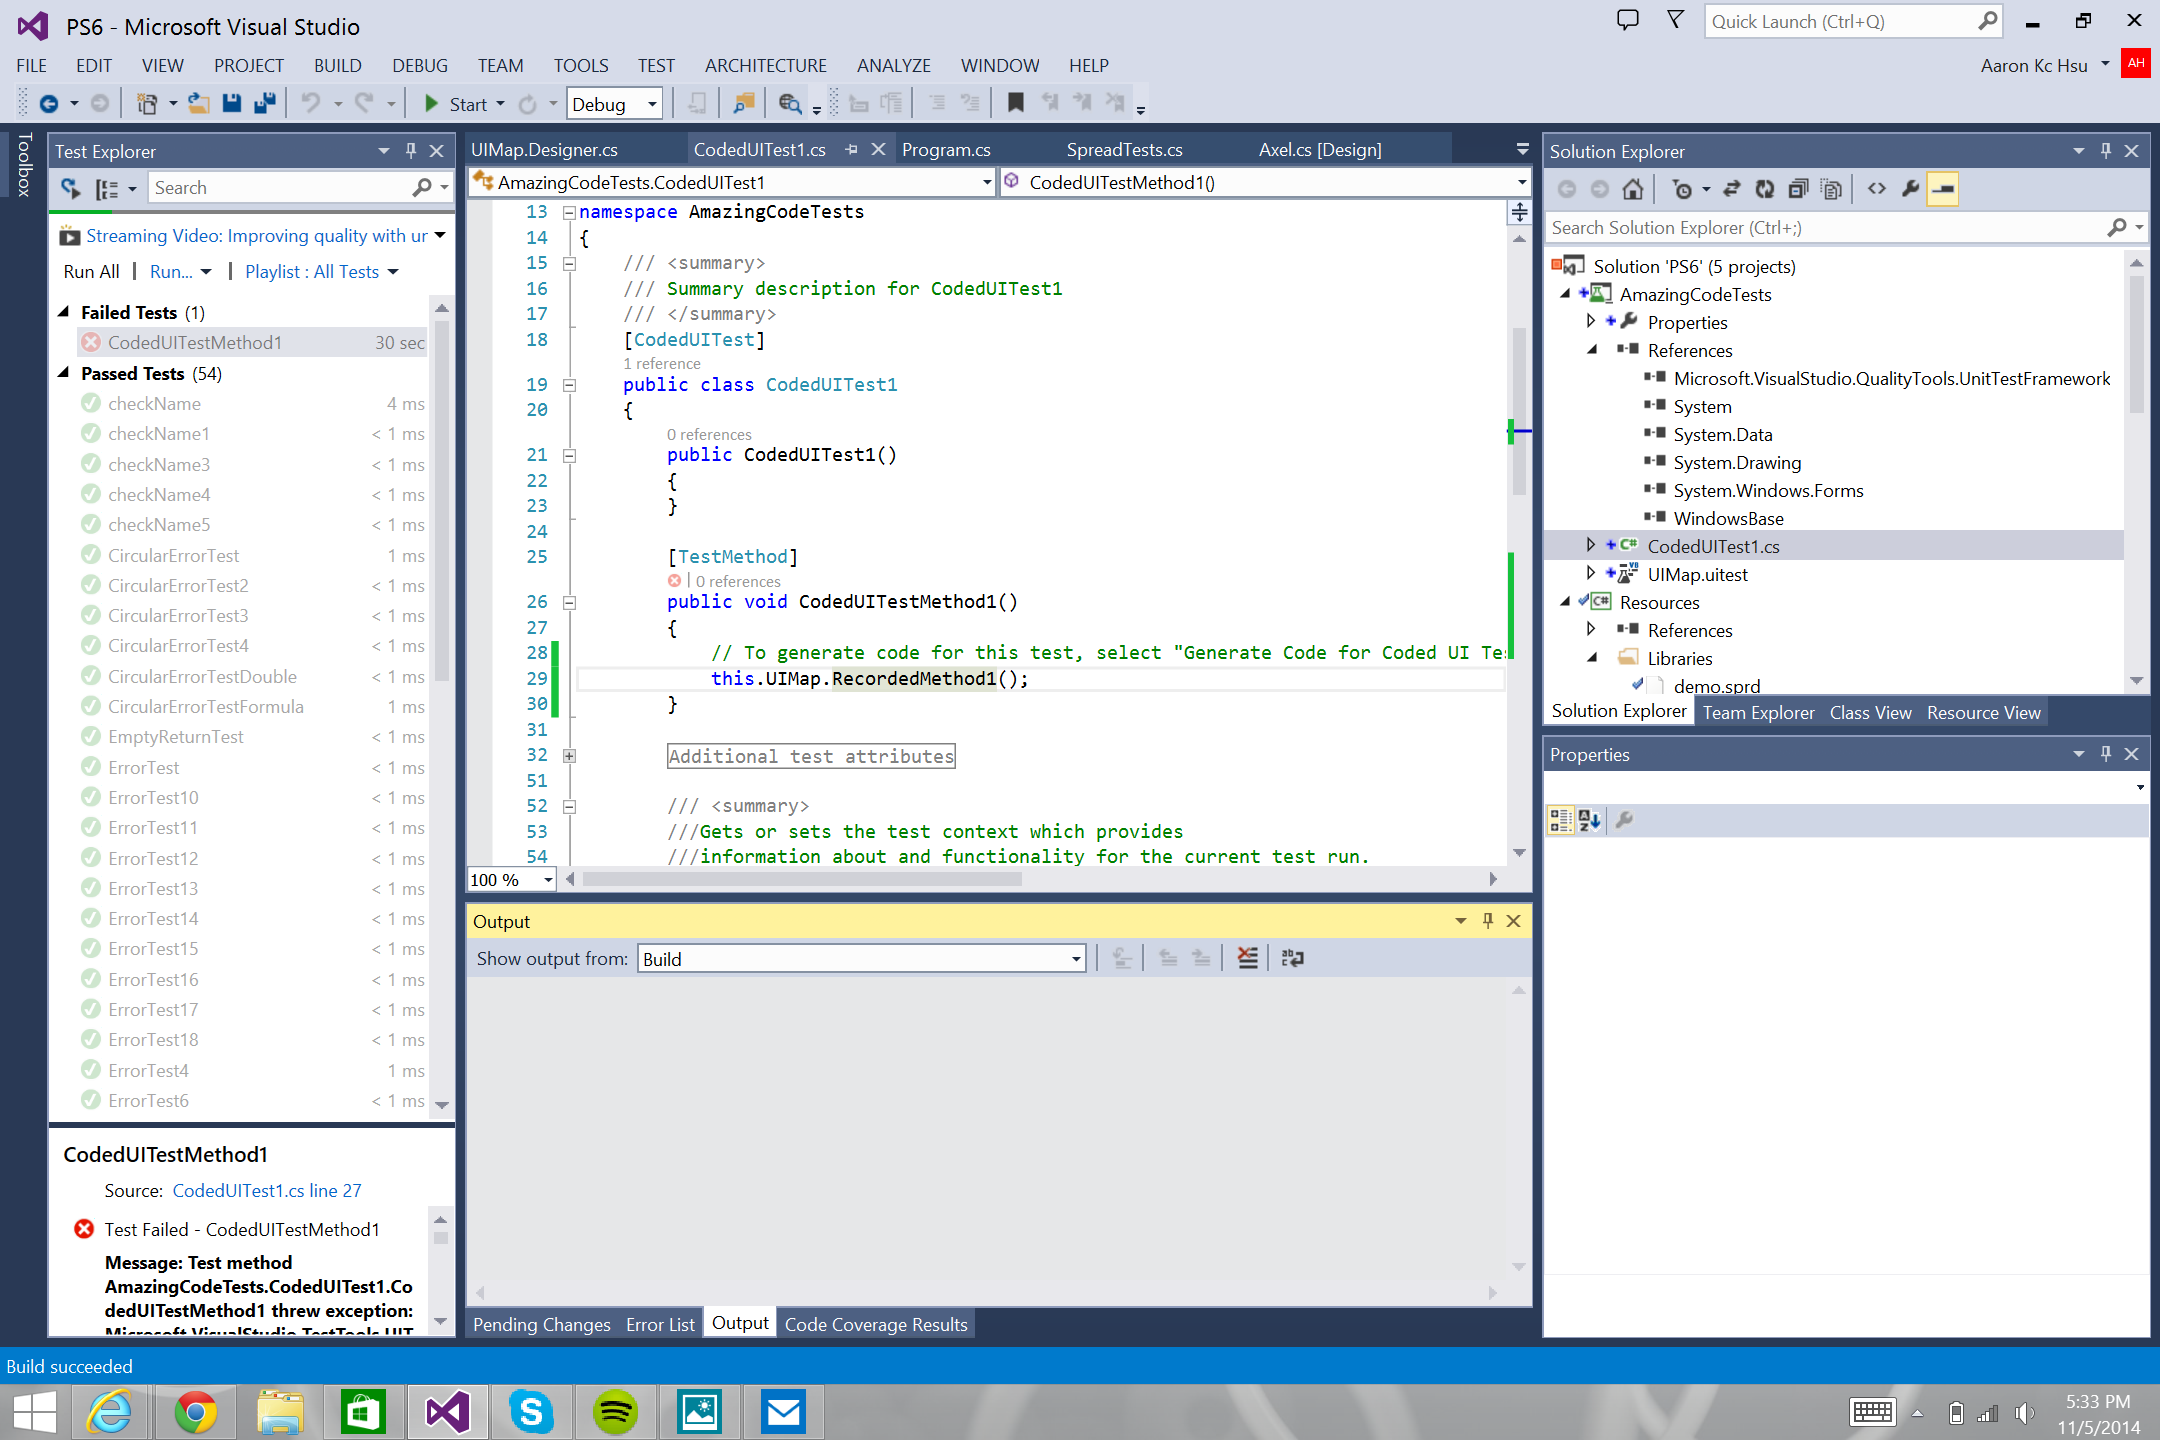 PS6 - Microsoft Visual Studio
Quick Launch (Ctrl+Q)
FILE EDIT VIEW PROJECT BUILD DEBUG TEAM TOOLS TEST ARCHITECTURE ANALYZE WINDOW HELP
Aaron Kc Hsu AH
Start Debug
Toolbox
Test Explorer
Search
Streaming Video: Improving quality with ur
Run All | Run... | Playlist : All Tests
Failed Tests (1)
CodedUITestMethod1 30 sec
Passed Tests (54)
checkName 4 ms
checkName1 < 1 ms
checkName3 < 1 ms
checkName4 < 1 ms
checkName5 < 1 ms
CircularErrorTest 1 ms
CircularErrorTest2 < 1 ms
CircularErrorTest3 < 1 ms
CircularErrorTest4 < 1 ms
CircularErrorTestDouble < 1 ms
CircularErrorTestFormula 1 ms
EmptyReturnTest < 1 ms
ErrorTest < 1 ms
ErrorTest10 < 1 ms
ErrorTest11 < 1 ms
ErrorTest12 < 1 ms
ErrorTest13 < 1 ms
ErrorTest14 < 1 ms
ErrorTest15 < 1 ms
ErrorTest16 < 1 ms
ErrorTest17 < 1 ms
ErrorTest18 < 1 ms
ErrorTest4 1 ms
ErrorTest6 < 1 ms
CodedUITestMethod1
Source: CodedUITest1.cs line 27
Test Failed - CodedUITestMethod1
Message: Test method
AmazingCodeTests.CodedUITest1.Co
dedUITestMethod1 threw exception:
Microsoft.VisualStudio.TestTools.UIT
UIMap.Designer.cs CodedUITest1.cs Program.cs SpreadTests.cs Axel.cs [Design]
AmazingCodeTests.CodedUITest1 CodedUITestMethod1()
13 namespace AmazingCodeTests
14 {
15 /// <summary>
16 /// Summary description for CodedUITest1
17 /// </summary>
18 [CodedUITest]
1 reference
19 public class CodedUITest1
20 {
0 references
21 public CodedUITest1()
22 {
23 }
24
25 [TestMethod]
| 0 references
26 public void CodedUITestMethod1()
27 {
28 // To generate code for this test, select "Generate Code for Coded UI Te
29 this.UIMap.RecordedMethod1();
30 }
31
32 Additional test attributes
51
52 /// <summary>
53 ///Gets or sets the test context which provides
54 ///information about and functionality for the current test run.
100 %
Output
Show output from: Build
Pending Changes Error List Output Code Coverage Results
Solution Explorer
Search Solution Explorer (Ctrl+;)
Solution 'PS6' (5 projects)
AmazingCodeTests
Properties
References
Microsoft.VisualStudio.QualityTools.UnitTestFramework
System
System.Data
System.Drawing
System.Windows.Forms
WindowsBase
C# CodedUITest1.cs
UIMap.uitest
C# Resources
References
Libraries
demo.sprd
Solution Explorer Team Explorer Class View Resource View
Properties
Build succeeded
5:33 PM
11/5/2014